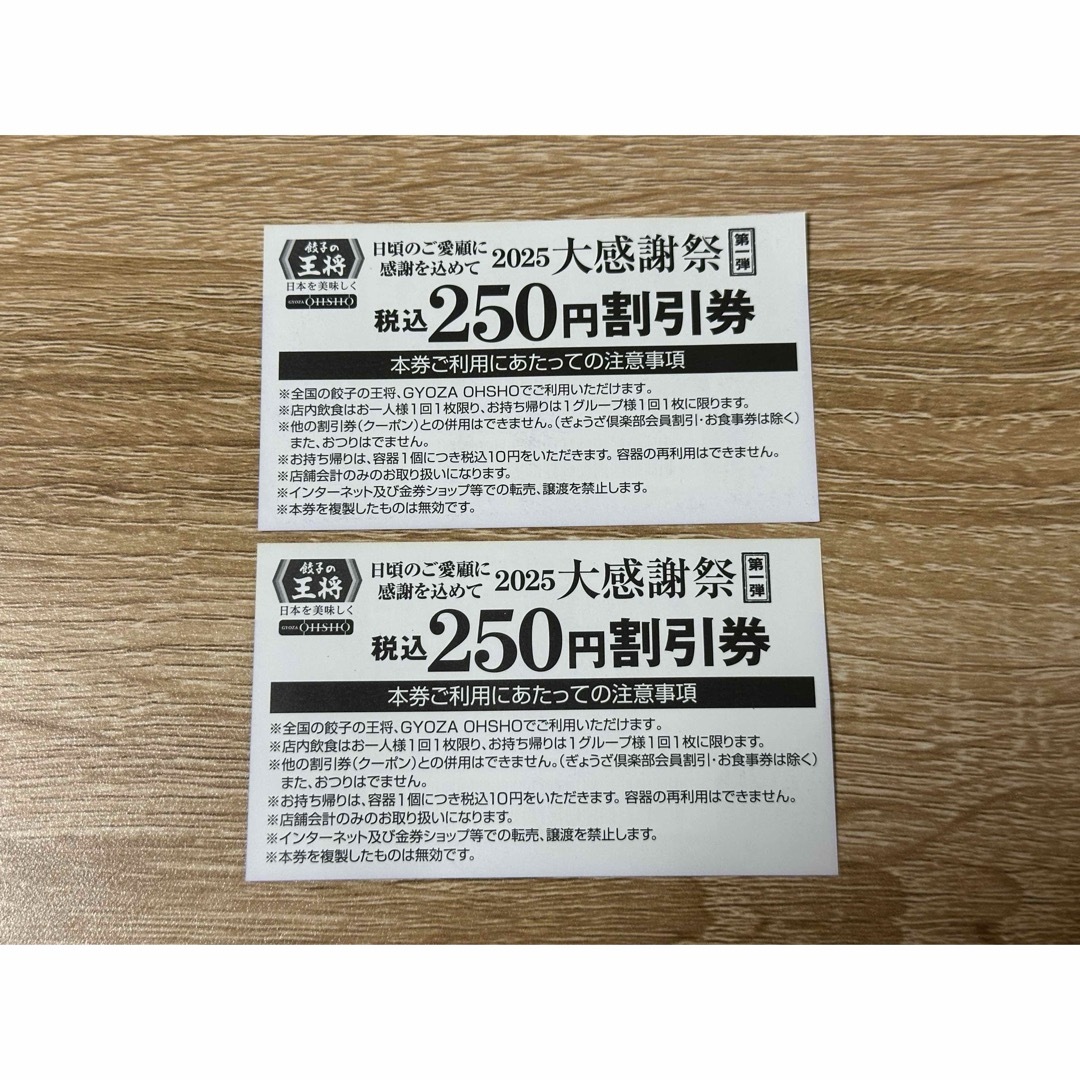 餃子の
王将
日本を美味しく
GYOZA OHSHO
日頃のご愛顧に
感謝を込めて
2025大感謝祭
第一弾
税込250円割引券
本券ご利用にあたっての注意事項
※全国の餃子の王将、GYOZA OHSHOでご利用いただけます。
※店内飲食はお一人様1回1枚限り、お持ち帰りは1グループ様1回1枚に限ります。
※他の割引券（クーポン）との併用はできません。（ぎょうざ倶楽部会員割引・お食事券は除く）
また、おつりはでません。
※お持ち帰りは、容器1個につき税込10円をいただきます。容器の再利用はできません。
※店舗会計のみのお取り扱いになります。
※インターネット及び金券ショップ等での転売、譲渡を禁止します。
※本券を複製したものは無効です。
餃子の
王将
日本を美味しく
GYOZA OHSHO
日頃のご愛顧に
感謝を込めて
2025大感謝祭
第一弾
税込250円割引券
本券ご利用にあたっての注意事項
※全国の餃子の王将、GYOZA OHSHOでご利用いただけます。
※店内飲食はお一人様1回1枚限り、お持ち帰りは1グループ様1回1枚に限ります。
※他の割引券（クーポン）との併用はできません。（ぎょうざ倶楽部会員割引・お食事券は除く）
また、おつりはでません。
※お持ち帰りは、容器1個につき税込10円をいただきます。容器の再利用はできません。
※店舗会計のみのお取り扱いになります。
※インターネット及び金券ショップ等での転売、譲渡を禁止します。
※本券を複製したものは無効です。